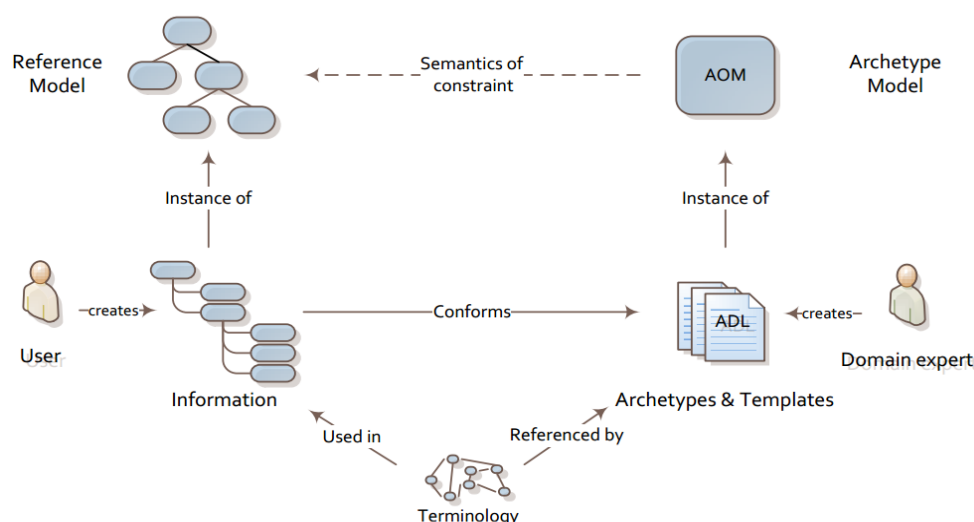 Reference
Model
Semantics of
constraint
AOM
Archetype
Model
Instance of
Instance of
User
creates
Information
Conforms
ADL
Archetypes & Templates
creates
Domain expert
Used in
Referenced by
Terminology